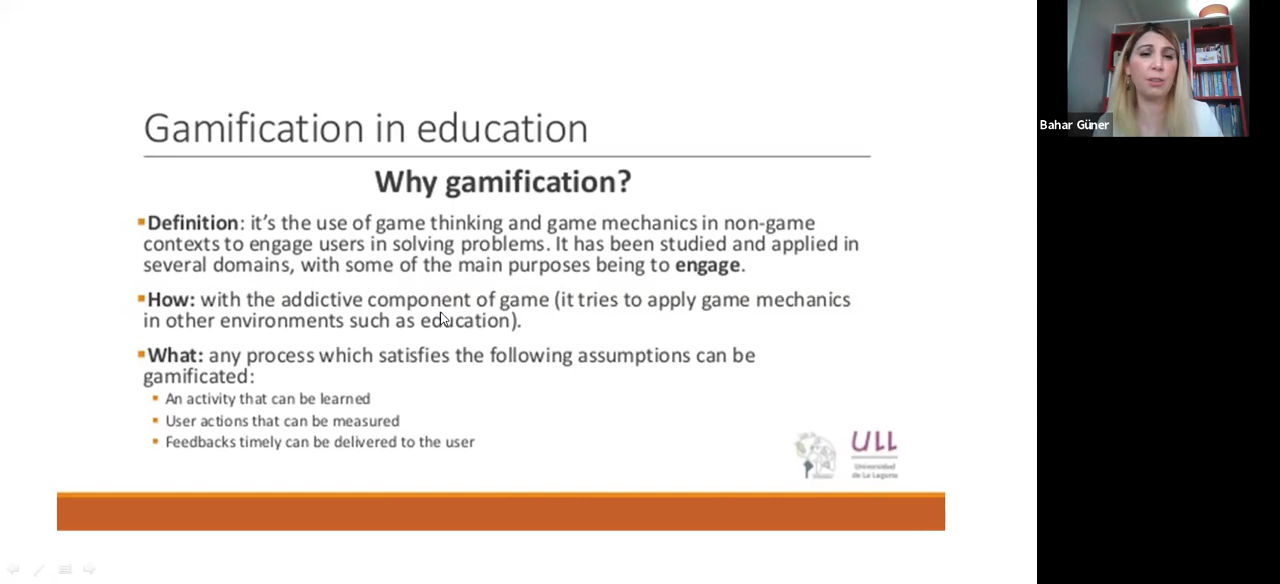 Gamification in education
Why gamification?
Definition: it's the use of game thinking and game mechanics in non-game
contexts to engage users in solving problems. It has been studied and applied in
several domains, with some of the main purposes being to engage.
How: with the addictive component of game (it tries to apply game mechanics
in other environments such as education).
What: any process which satisfies the following assumptions can be
gamificated:
An activity that can be learned
User actions that can be measured
Feedbacks timely can be delivered to the user
ULL
Universidad
de La Laguna
Bahar Güner